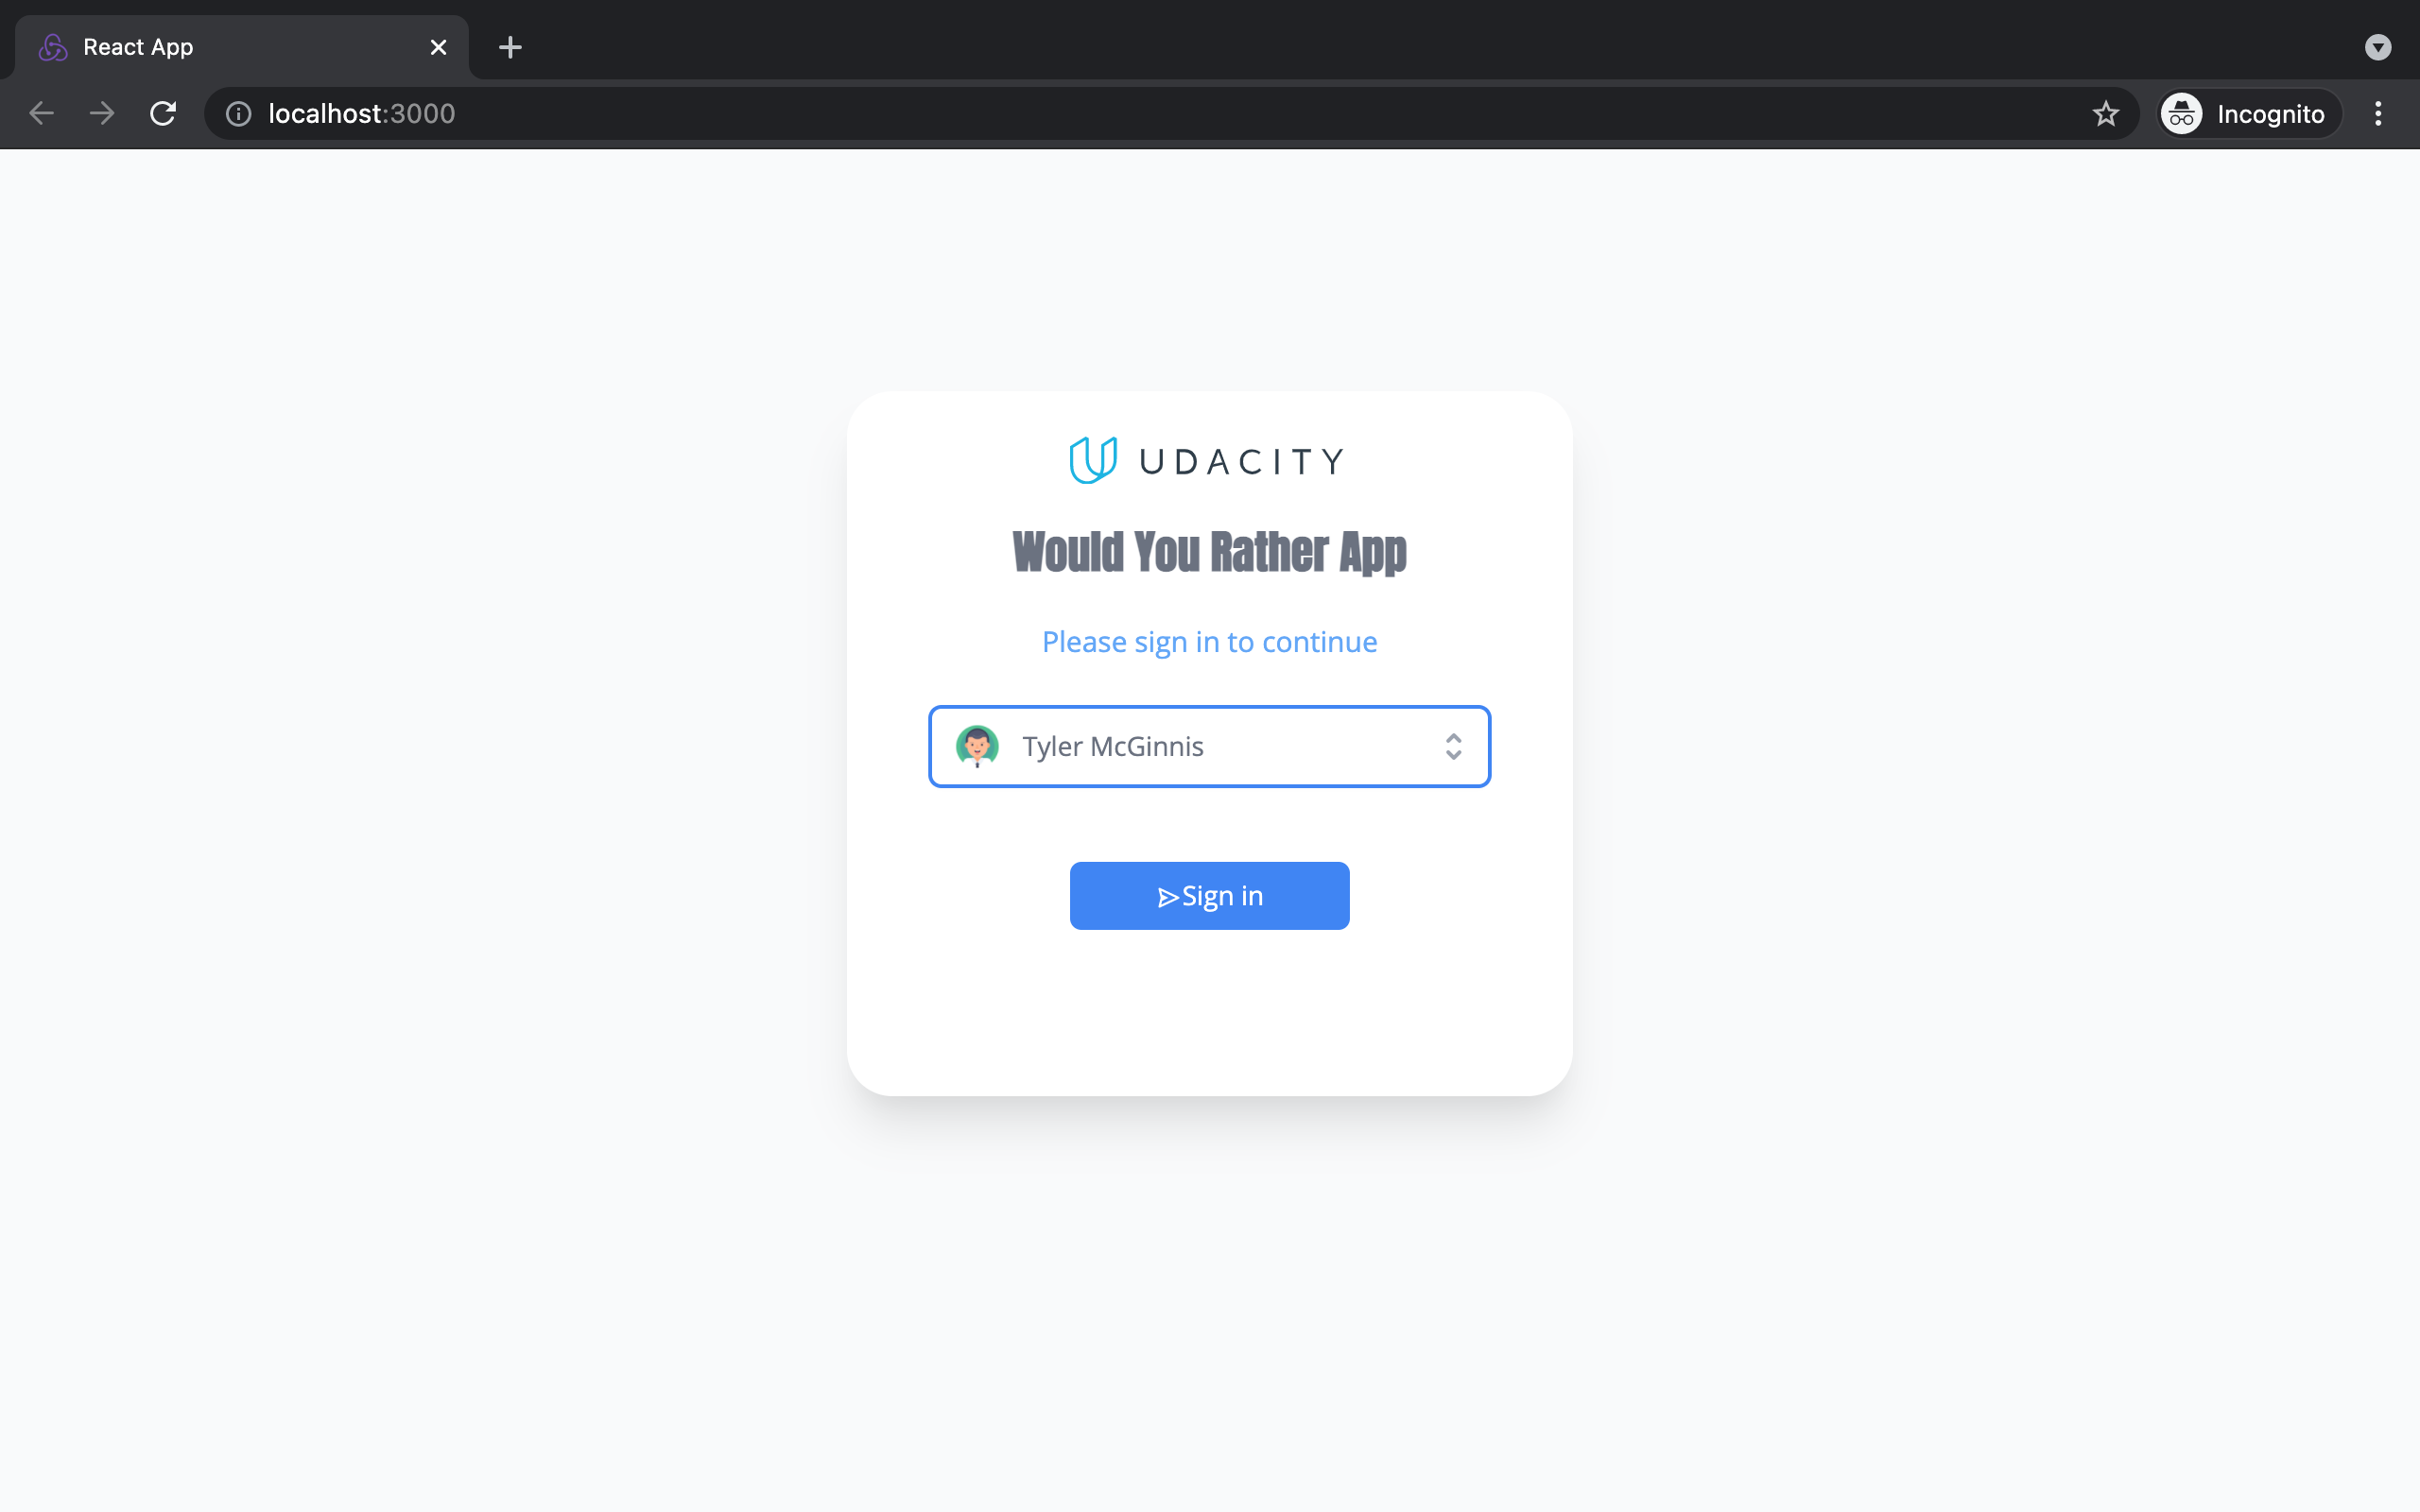 React App
localhost:3000
Incognito
UDACITY
Would You Rather App
Please sign in to continue
Tyler McGinnis
Sign in